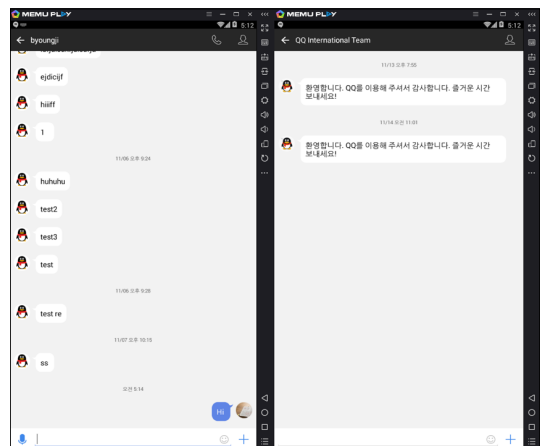 MEMU PLAY
5:12
byoungji
ejdicijf
hiiiff
1
11/06 오후 9:24
huhuhu
test2
test3
test
11/06 오후 9:28
test re
11/07 오후 10:15
ss
오전 5:14
Hi
MEMU PLAY
5:12
QQ International Team
11/13 오후 7:55
환영합니다. QQ를 이용해 주셔서 감사합니다. 즐거운 시간
보내세요!
11/14 오전 11:01
환영합니다. QQ를 이용해 주셔서 감사합니다. 즐거운 시간
보내세요!